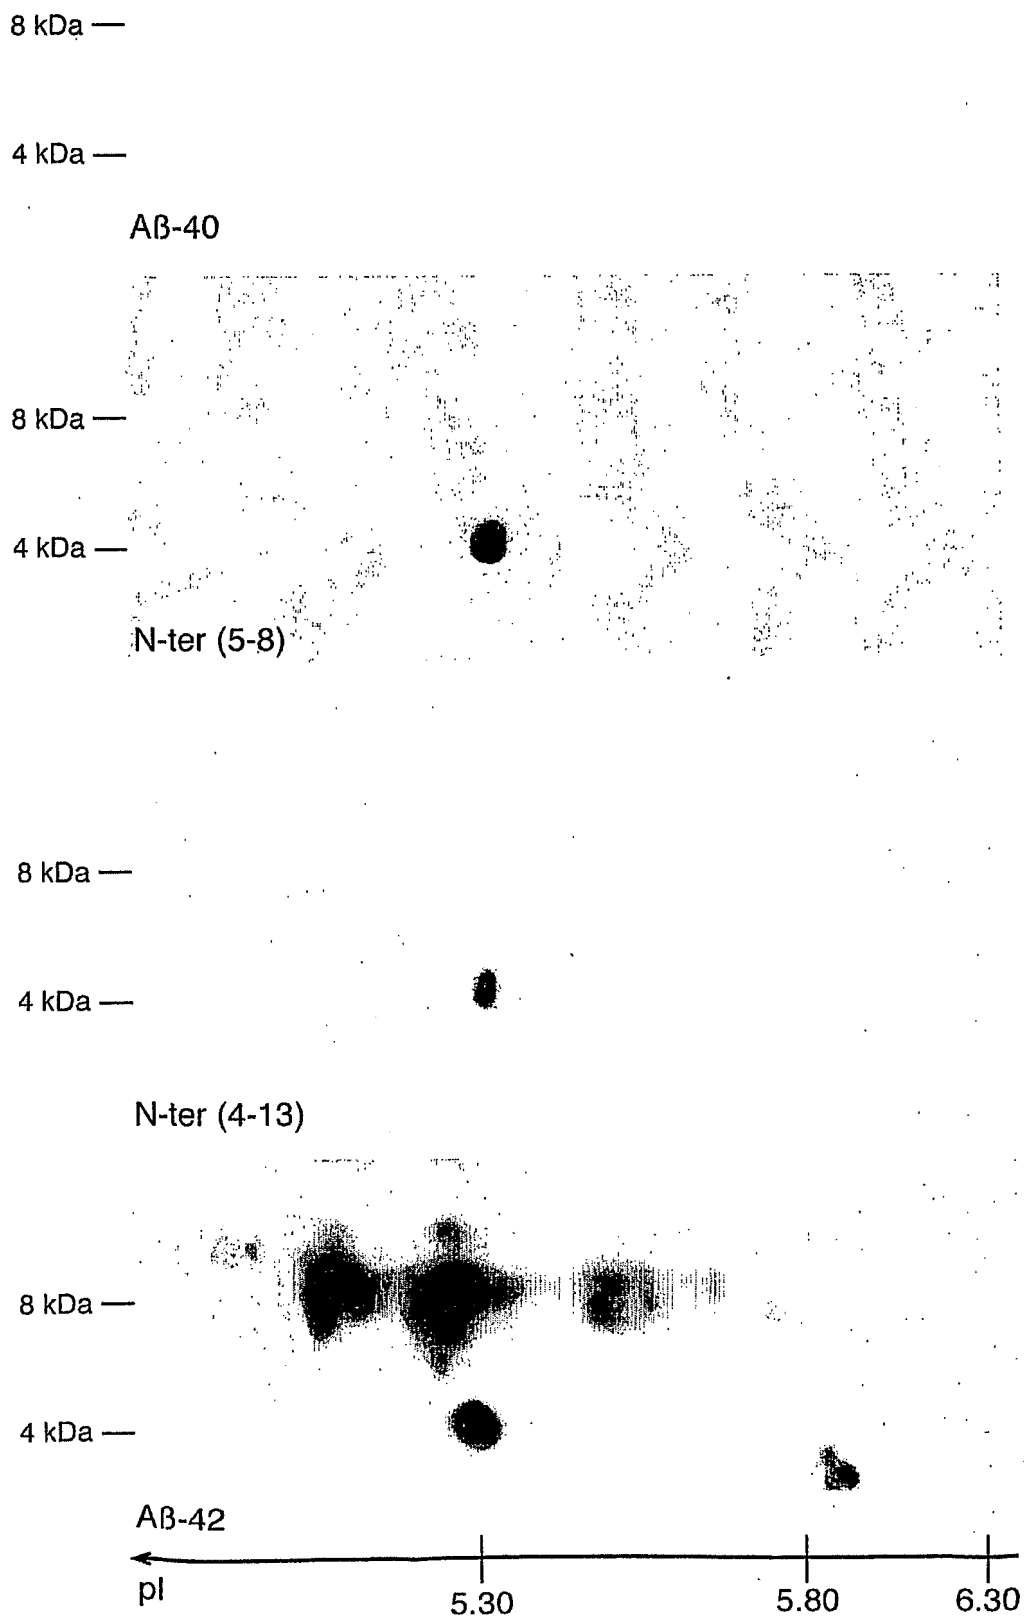 8 kDa
4 kDa
Aß-40
8 kDa
4 kDa
N-ter (5-8)
8 kDa
4 kDa
N-ter (4-13)
8 kDa
4 kDa
Aß-42
pI
5.30 5.80 6.30